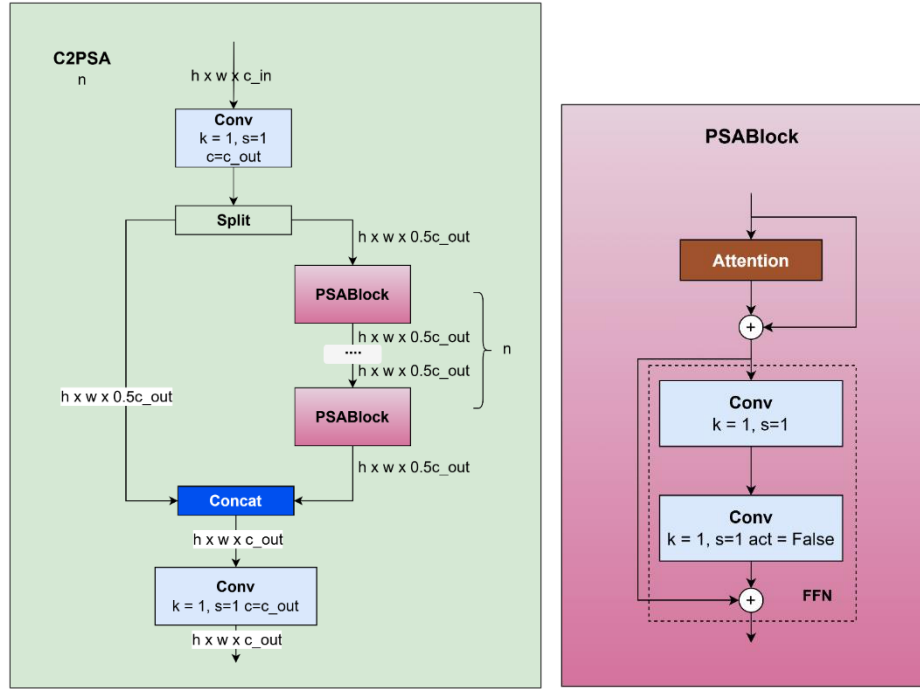 C2PSA
n
h x w x c_in
Conv
k = 1, s=1
c=c_out
Split
h x w x 0.5c_out
PSABlock
h x w x 0.5c_out
....
h x w x 0.5c_out
n
PSABlock
h x w x 0.5c_out
h x w x 0.5c_out
Concat
h x w x c_out
Conv
k = 1, s=1 c=c_out
h x w x c_out
PSABlock
Attention
+
Conv
k = 1, s=1
Conv
k = 1, s=1 act = False
+
FFN